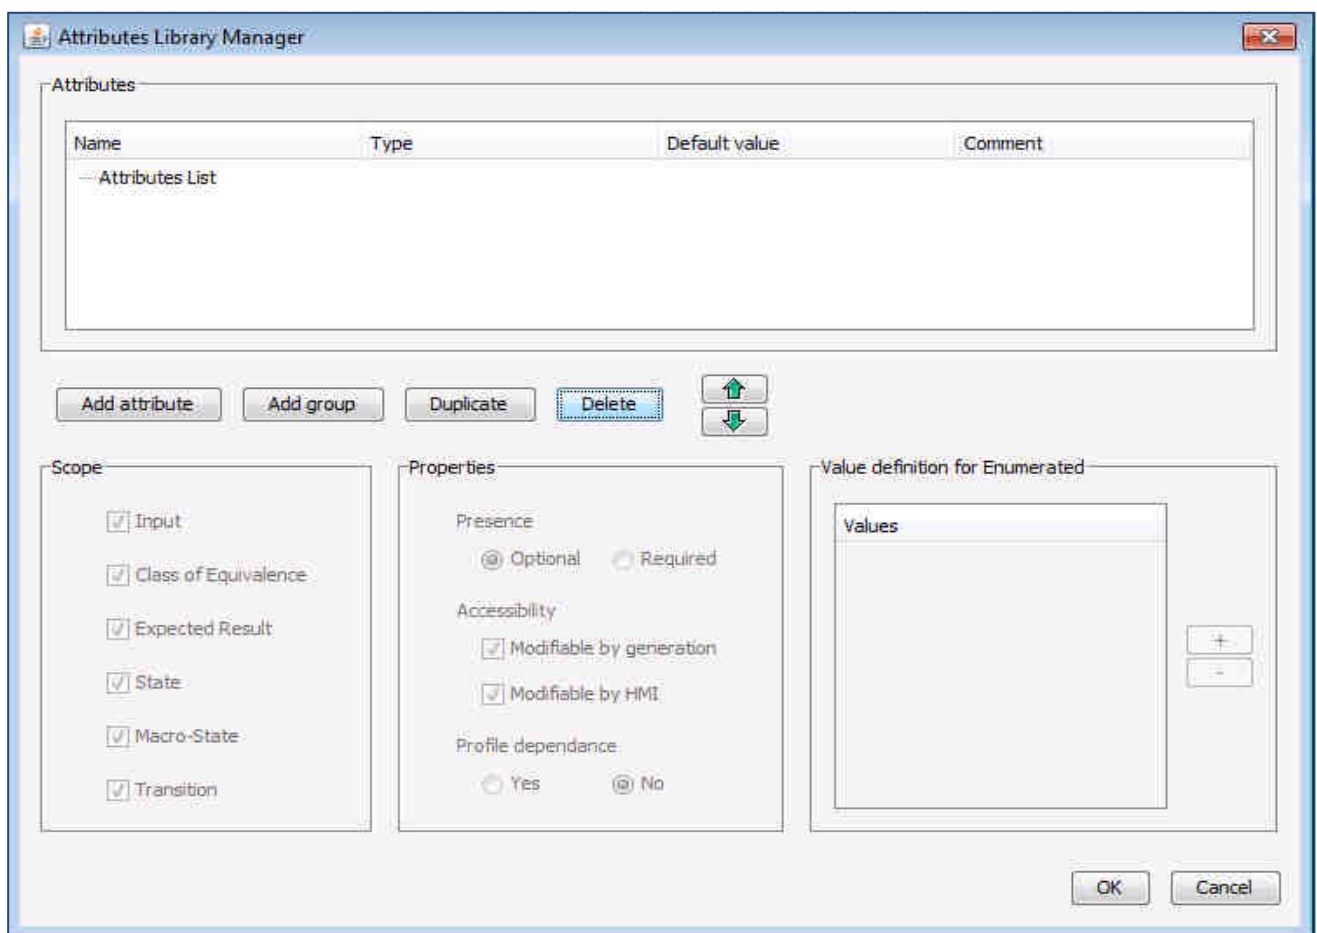 Attributes Library Manager
Attributes
Name Type Default value Comment
Attributes List
Add attribute Add group Duplicate Delete
Scope
Input
Class of Equivalence
Expected Result
State
Macro-State
Transition
Properties
Presence
Optional Required
Accessibility
Modifiable by generation
Modifiable by HMI
Profile dependance
Yes No
Value definition for Enumerated
Values
+
-
OK Cancel